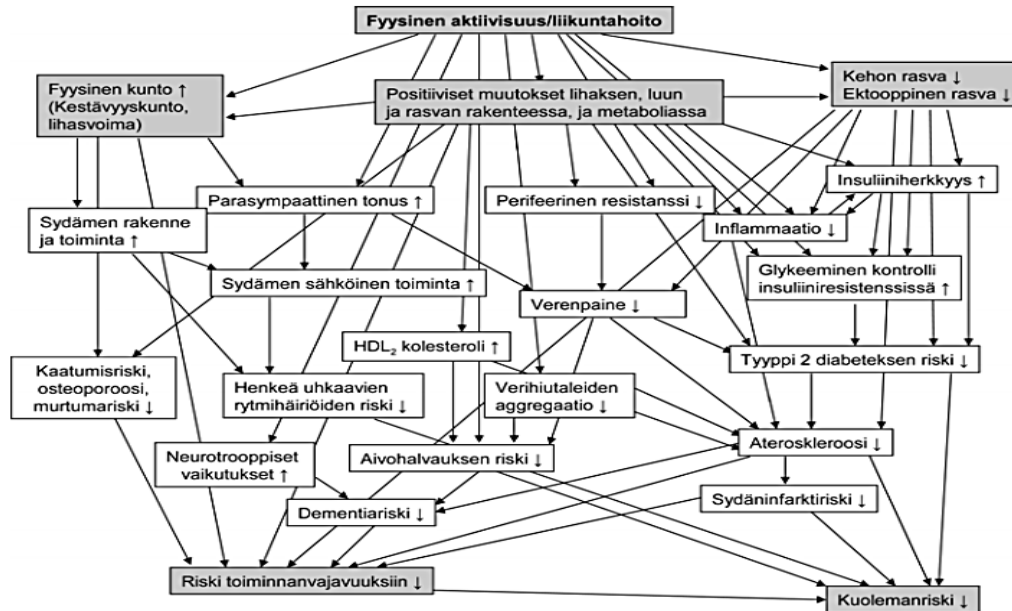 Fyysinen aktiivisuus/liikuntahoito
Fyysinen kunto ↑
(Kestävyyskunto,
lihasvoima)
Positiiviset muutokset lihaksen, luun
ja rasvan rakenteessa, ja metaboliassa
Kehon rasva ↓
Ektooppinen rasva ↓
Parasympaattinen tonus ↑
Perifeerinen resistanssi ↓
Insuliiniherkkyys ↑
Sydämen rakenne
ja toiminta ↑
Inflammaatio ↓
Sydämen sähköinen toiminta ↑
Glykeeminen kontrolli
insuliiniresistenssissä ↑
Verenpaine ↓
HDL₂ kolesteroli ↑
Tyyppi 2 diabeteksen riski ↓
Kaatumisriski,
osteoporoosi,
murtumariski ↓
Henkeä uhkaavien
rytmihäiriöiden riski ↓
Verihiutaleiden
aggregaatio ↓
Ateroskleroosi ↓
Neurotrooppiset
vaikutukset ↑
Aivohalvauksen riski ↓
Sydäninfarktiriski ↓
Dementiariski ↓
Riski toiminnanvajavuuksiin ↓
Kuolemanriski ↓